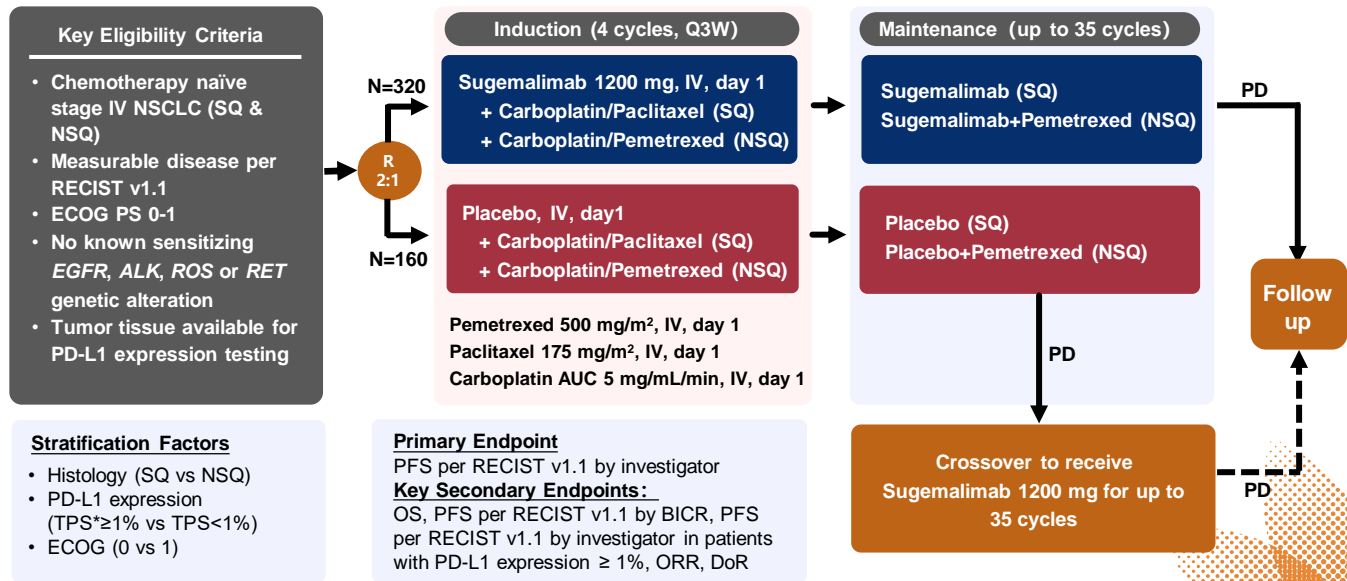 Key Eligibility Criteria
• Chemotherapy naïve
stage IV NSCLC (SQ &
NSQ)
• Measurable disease per
RECIST v1.1
• ECOG PS 0-1
• No known sensitizing
EGFR, ALK, ROS or RET
genetic alteration
• Tumor tissue available for
PD-L1 expression testing
R
2:1
N=320
N=160
Induction (4 cycles, Q3W)
Sugemalimab 1200 mg, IV, day 1
+ Carboplatin/Paclitaxel (SQ)
+ Carboplatin/Pemetrexed (NSQ)
Placebo, IV, day1
+ Carboplatin/Paclitaxel (SQ)
+ Carboplatin/Pemetrexed (NSQ)
Pemetrexed 500 mg/m², IV, day 1
Paclitaxel 175 mg/m², IV, day 1
Carboplatin AUC 5 mg/mL/min, IV, day 1
Maintenance (up to 35 cycles)
Sugemalimab (SQ)
Sugemalimab+Pemetrexed (NSQ)
Placebo (SQ)
Placebo+Pemetrexed (NSQ)
PD
PD
Follow
up
Crossover to receive
Sugemalimab 1200 mg for up to
35 cycles
PD
Stratification Factors
• Histology (SQ vs NSQ)
• PD-L1 expression
(TPS*≥1% vs TPS<1%)
• ECOG (0 vs 1)
Primary Endpoint
PFS per RECIST v1.1 by investigator
Key Secondary Endpoints:
OS, PFS per RECIST v1.1 by BICR, PFS
per RECIST v1.1 by investigator in patients
with PD-L1 expression ≥ 1%, ORR, DoR